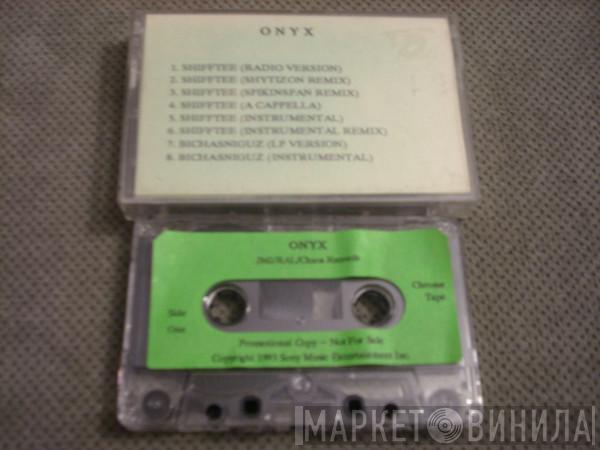 ONYX
1. SHIFFTEE (RADIO VERSION)
2. SHIFFTEE (SHYTIZON REMIX)
3. SHIFFTEE (SPIKINSPAN REMIX)
4. SHIFFTEE (A CAPPELLA)
5. SHIFFTEE (INSTRUMENTAL)
6. SHIFFTEE (INSTRUMENTAL REMIX)
7. BICHASNIGUZ (LP VERSION)
8. BICHASNIGUZ (INSTRUMENTAL)
ONYX
JMJ/RAL/Chaos Records
Side
One
Chrome
Tape
Promotional Copy - Not For Sale
Copyright 1993 Sony Music Entertainment Inc.
МАРКЕТ ВИНИЛА